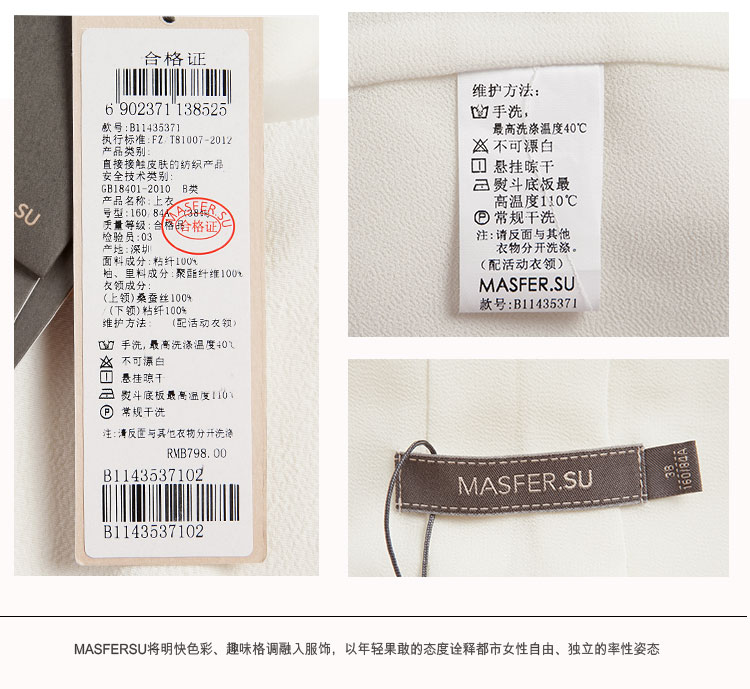 SU
合格证
6 902371 138525
款号:B11435371
执行标准:FZ/T81007-2012
产品类别:
直接接触皮肤的纺织产品
安全技术类别:
GB18401-2010 B类
产品名称:上衣
号型:160/84A
质量等级:合格品
检验员:03
产地:深圳
面料成分:粘纤100%
袖、里料成分:聚酯纤维100%
衣领成分:
(上领)桑蚕丝100%
(下领)粘纤100%
维护方法: (配活动衣领)
手洗,最高洗涤温度40℃
不可漂白
悬挂晾干
熨斗底板最高温度110℃
常规干洗
注:请反面与其他衣物分开洗涤
RMB798.00
B1143537102
B1143537102
MASFER.SU
合格证
维护方法:
手洗,
最高洗涤温度40℃
不可漂白
悬挂晾干
熨斗底板最
高温度110℃
常规干洗
注:请反面与其他
衣物分开洗涤。
(配活动衣领)
MASFER.SU
款号:B11435371
MASFER.SU
38
160/84A
MASFERSU将明快色彩、趣味格调融入服饰，以年轻果敢的态度诠释都市女性自由、独立的率性姿态